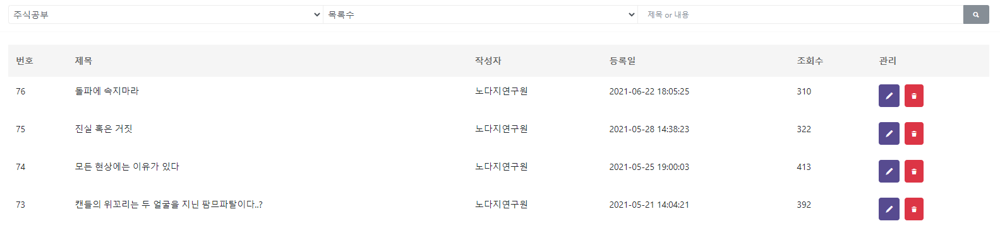 주식공부 목록수 제목 or 내용
번호 제목 작성자 등록일 조회수 관리
76 돌파에 속지마라 노다지연구원 2021-06-22 18:05:25 310
75 진실 혹은 거짓 노다지연구원 2021-05-28 14:38:23 322
74 모든 현상에는 이유가 있다 노다지연구원 2021-05-25 19:00:03 413
73 캔들의 위꼬리는 두 얼굴을 지닌 팜므파탈이다..? 노다지연구원 2021-05-21 14:04:21 392